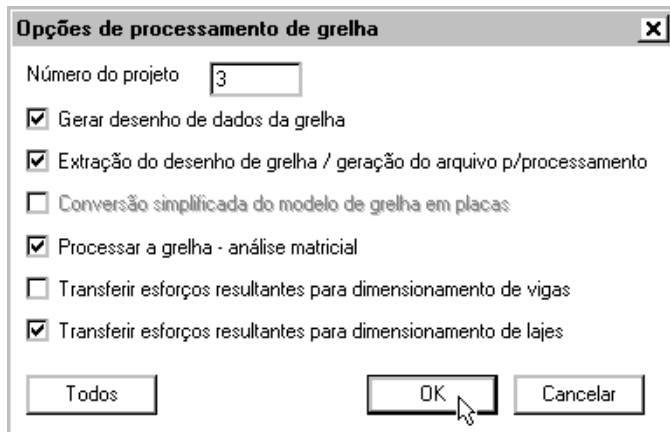 Opções de processamento de grelha
Número do projeto 3
Gerar desenho de dados da grelha
Extração do desenho de grelha / geração do arquivo p/processamento
Conversão simplificada do modelo de grelha em placas
Processar a grelha - análise matricial
Transferir esforços resultantes para dimensionamento de vigas
Transferir esforços resultantes para dimensionamento de lajes
Todos OK Cancelar